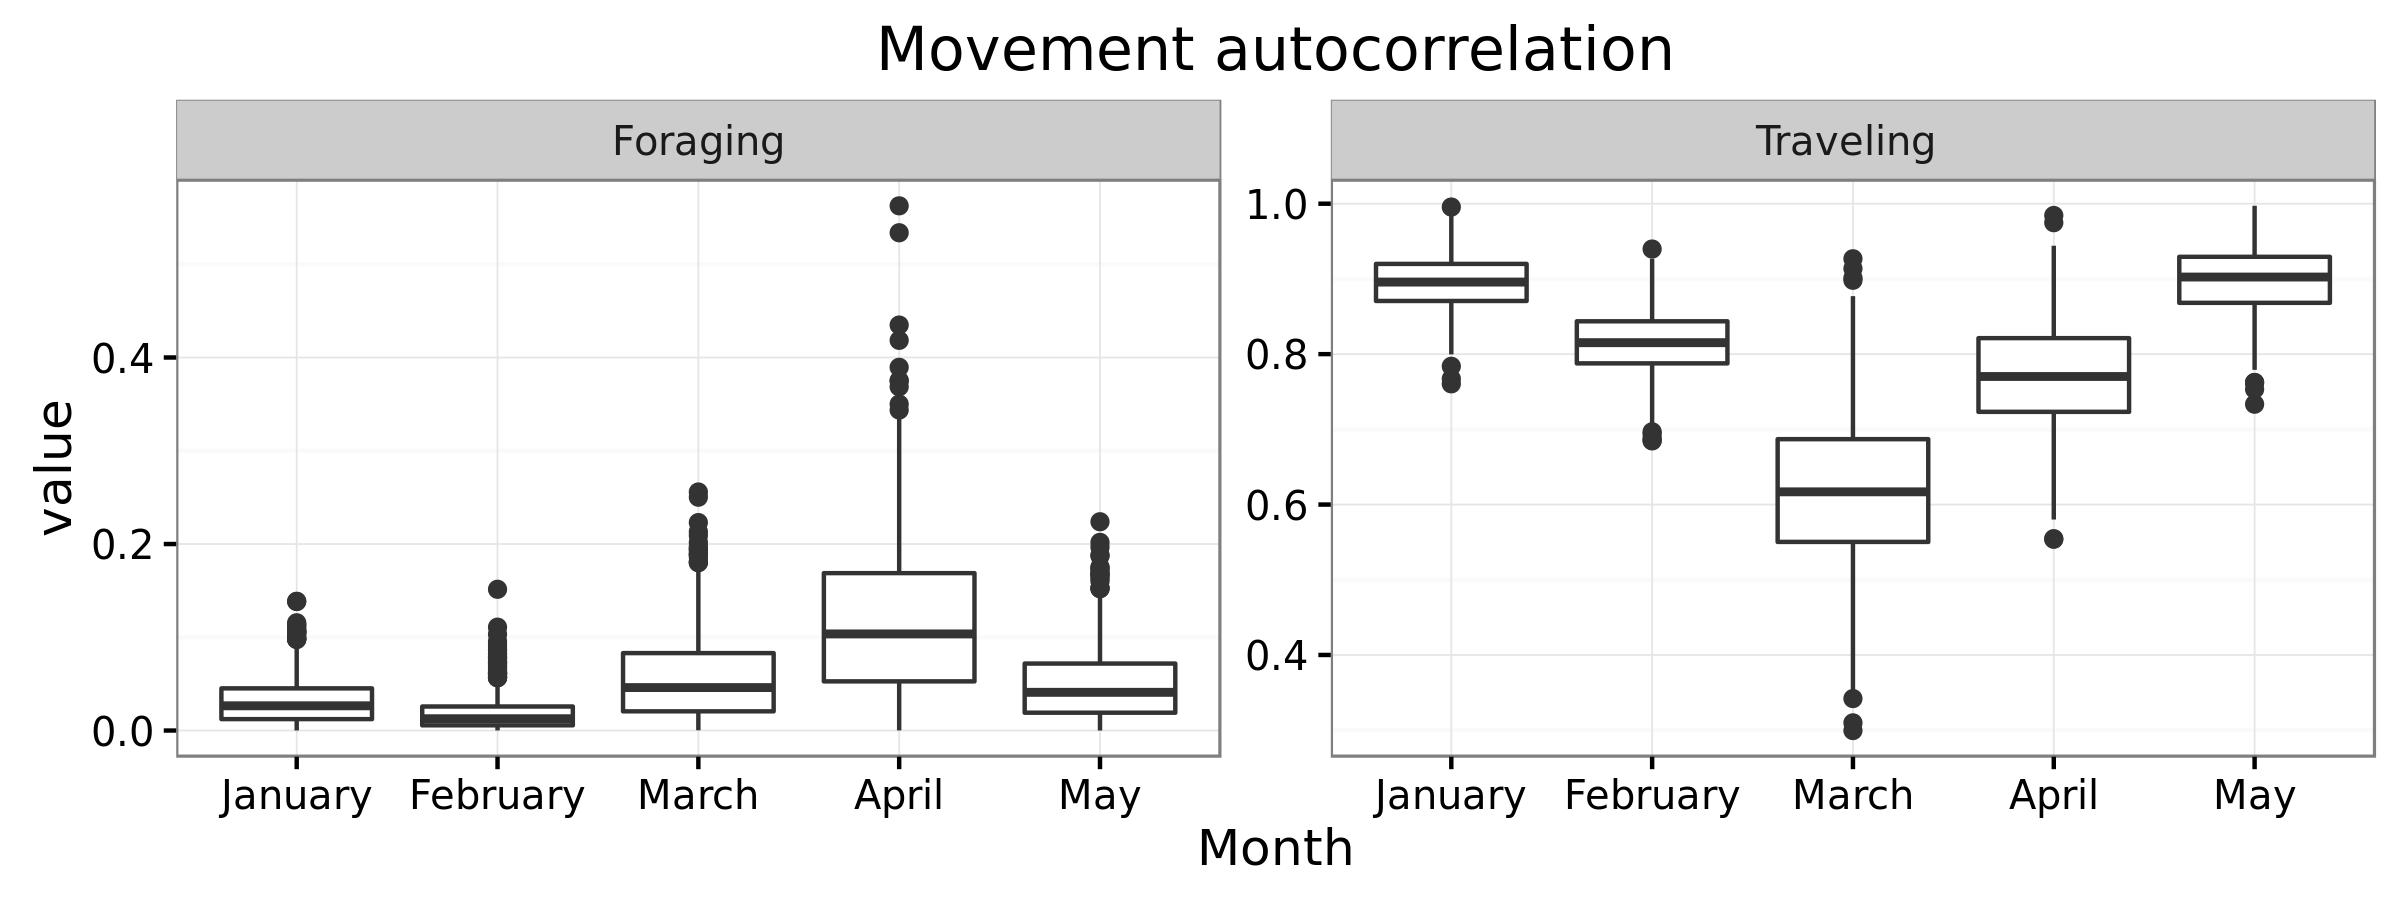 Movement autocorrelation
Foraging
Traveling
value
0.4
0.2
0.0
1.0
0.8
0.6
0.4
January February March April May
January February March April May
Month